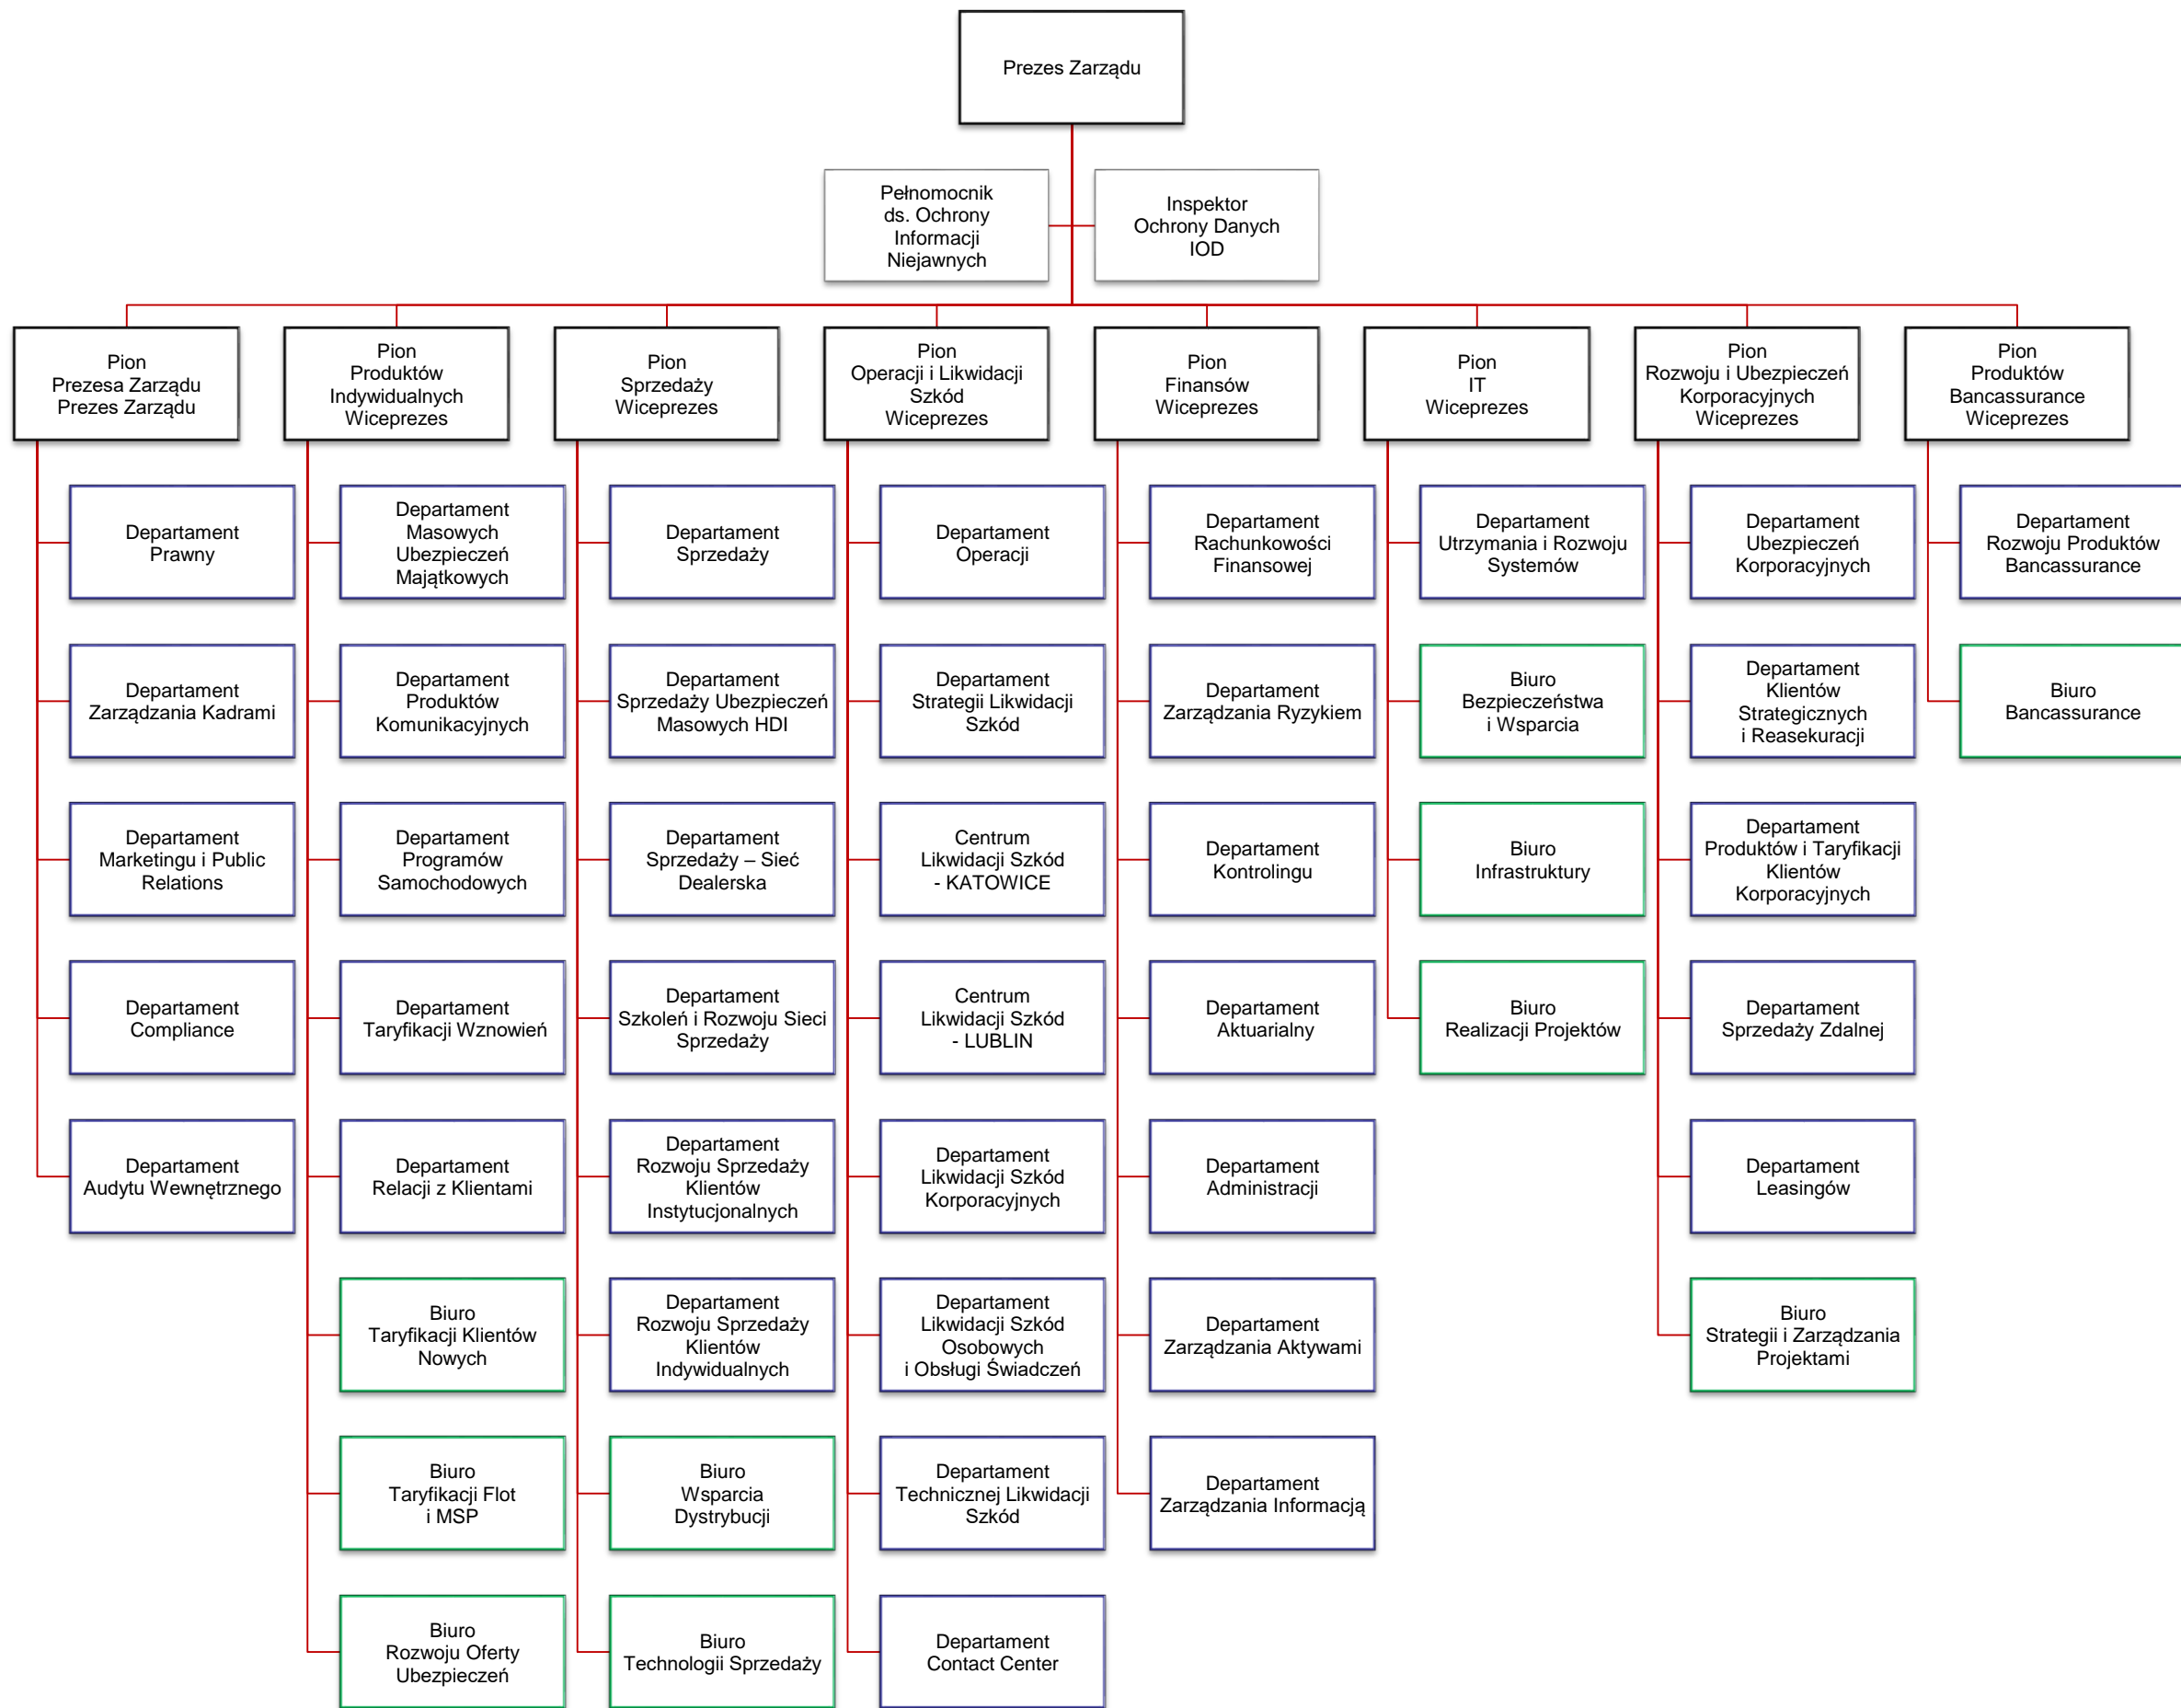 Prezes Zarządu
Pełnomocnik
ds. Ochrony
Informacji
Niejawnych
Inspektor
Ochrony Danych
IOD
Pion
Prezesa Zarządu
Prezes Zarządu
Pion
Produktów
Indywidualnych
Wiceprezes
Pion
Sprzedaży
Wiceprezes
Pion
Operacji i Likwidacji
Szkód
Wiceprezes
Pion
Finansów
Wiceprezes
Pion
IT
Wiceprezes
Pion
Rozwoju i Ubezpieczeń
Korporacyjnych
Wiceprezes
Pion
Produktów
Bancassurance
Wiceprezes
Departament
Prawny
Departament
Masowych
Ubezpieczeń
Majątkowych
Departament
Sprzedaży
Departament
Operacji
Departament
Rachunkowości
Finansowej
Departament
Utrzymania i Rozwoju
Systemów
Departament
Ubezpieczeń
Korporacyjnych
Departament
Rozwoju Produktów
Bancassurance
Departament
Zarządzania Kadrami
Departament
Produktów
Komunikacyjnych
Departament
Sprzedaży Ubezpieczeń
Masowych HDI
Departament
Strategii Likwidacji
Szkód
Departament
Zarządzania Ryzykiem
Biuro
Bezpieczeństwa
i Wsparcia
Departament
Klientów
Strategicznych
i Reasekuracji
Biuro
Bancassurance
Departament
Marketingu i Public
Relations
Departament
Programów
Samochodowych
Departament
Sprzedaży – Sieć
Dealerska
Centrum
Likwidacji Szkód
- KATOWICE
Departament
Kontrolingu
Biuro
Infrastruktury
Departament
Produktów i Taryfikacji
Klientów
Korporacyjnych
Departament
Compliance
Departament
Taryfikacji Wznowień
Departament
Szkoleń i Rozwoju Sieci
Sprzedaży
Centrum
Likwidacji Szkód
- LUBLIN
Departament
Aktuarialny
Biuro
Realizacji Projektów
Departament
Sprzedaży Zdalnej
Departament
Audytu Wewnętrznego
Departament
Relacji z Klientami
Departament
Rozwoju Sprzedaży
Klientów
Instytucjonalnych
Departament
Likwidacji Szkód
Korporacyjnych
Departament
Administracji
Departament
Leasingów
Biuro
Taryfikacji Klientów
Nowych
Departament
Rozwoju Sprzedaży
Klientów
Indywidualnych
Departament
Likwidacji Szkód
Osobowych
i Obsługi Świadczeń
Departament
Zarządzania Aktywami
Biuro
Strategii i Zarządzania
Projektami
Biuro
Taryfikacji Flot
i MSP
Biuro
Wsparcia
Dystrybucji
Departament
Technicznej Likwidacji
Szkód
Departament
Zarządzania Informacją
Biuro
Rozwoju Oferty
Ubezpieczeń
Biuro
Technologii Sprzedaży
Departament
Contact Center